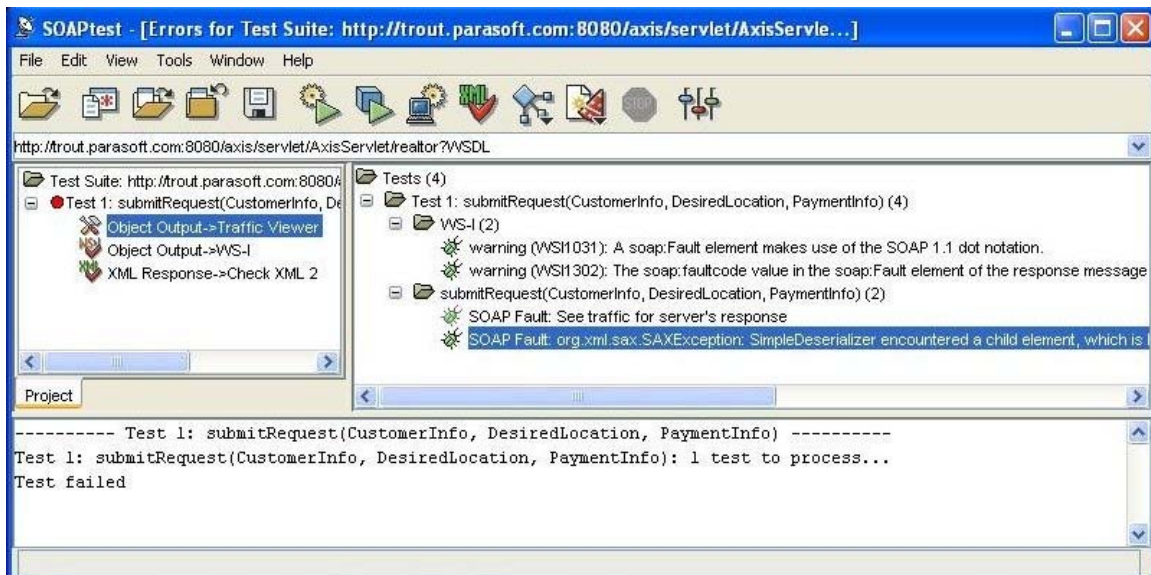 SOAPtest - [Errors for Test Suite: http://trout.parasoft.com:8080/axis/servlet/AxisServle...]
File Edit View Tools Window Help
XML
STOP
http://trout.parasoft.com:8080/axis/servlet/AxisServlet/realtor?WSDL
Test Suite: http://trout.parasoft.com:8080/a
Test 1: submitRequest(CustomerInfo, De
Object Output->Traffic Viewer
Object Output->WS-I
XML Response->Check XML 2
Project
Tests (4)
Test 1: submitRequest(CustomerInfo, DesiredLocation, PaymentInfo) (4)
WS-I (2)
warning (WSI1031): A soap:Fault element makes use of the SOAP 1.1 dot notation.
warning (WSI1302): The soap:faultcode value in the soap:Fault element of the response message
submitRequest(CustomerInfo, DesiredLocation, PaymentInfo) (2)
SOAP Fault: See traffic for server's response
SOAP Fault: org.xml.sax.SAXException: SimpleDeserializer encountered a child element, which is
---------- Test 1: submitRequest(CustomerInfo, DesiredLocation, PaymentInfo) ----------
Test 1: submitRequest(CustomerInfo, DesiredLocation, PaymentInfo): 1 test to process...
Test failed